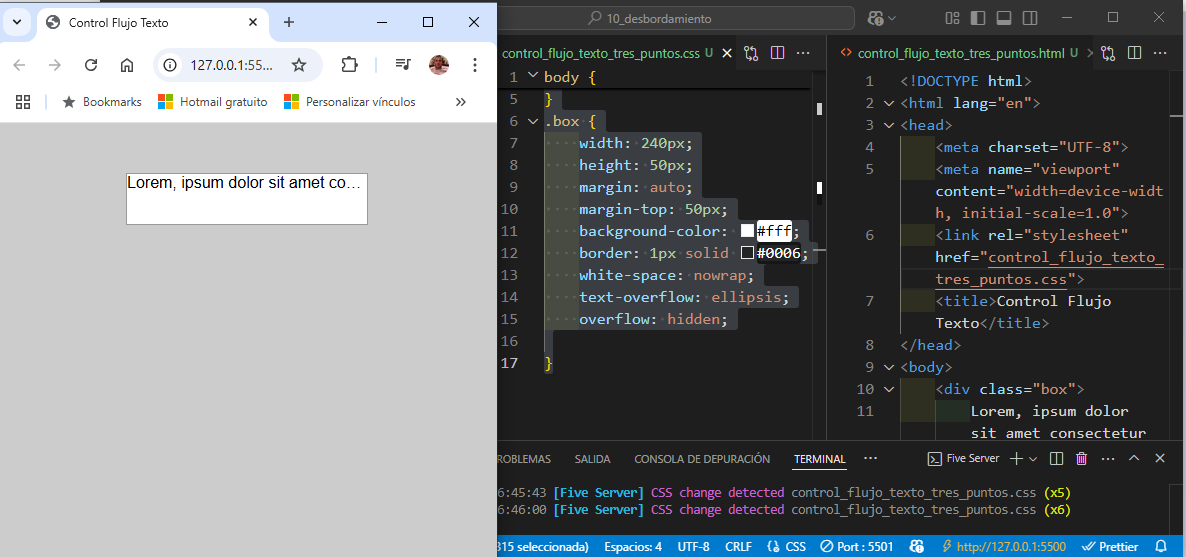 Control Flujo Texto
127.0.0.1:55...
Bookmarks
Hotmail gratuito
Personalizar vínculos
Lorem, ipsum dolor sit amet co…
10_desbordamiento
control_flujo_texto_tres_puntos.css U
1 body {
5 }
6 .box {
7 width: 240px;
8 height: 50px;
9 margin: auto;
10 margin-top: 50px;
11 background-color: #fff;
12 border: 1px solid #0006;
13 white-space: nowrap;
14 text-overflow: ellipsis;
15 overflow: hidden;
16
17 }
control_flujo_texto_tres_puntos.html U
1 <!DOCTYPE html>
2 <html lang="en">
3 <head>
4 <meta charset="UTF-8">
5 <meta name="viewport"
content="width=device-widt
h, initial-scale=1.0">
6 <link rel="stylesheet"
href="control_flujo_texto_
tres_puntos.css">
7 <title>Control Flujo
Texto</title>
8 </head>
9 <body>
10 <div class="box">
11 Lorem, ipsum dolor
sit amet consectetur
ROBLEMAS SALIDA CONSOLA DE DEPURACIÓN TERMINAL ···
Five Server
6:45:43 [Five Server] CSS change detected control_flujo_texto_tres_puntos.css (x5)
6:46:00 [Five Server] CSS change detected control_flujo_texto_tres_puntos.css (x6)
315 seleccionada) Espacios: 4 UTF-8 CRLF {} CSS Port : 5501 http://127.0.0.1:5500 Prettier